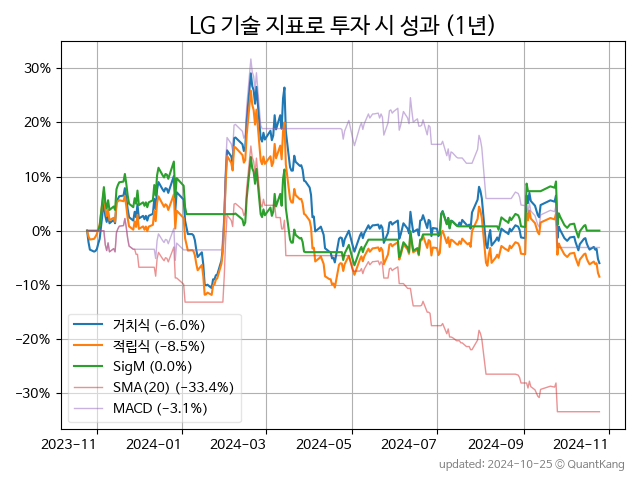 LG 기술 지표로 투자 시 성과 (1년)
30%
20%
10%
0%
−10%
−20%
−30%
거치식 (−6.0%)
적립식 (−8.5%)
SigM (0.0%)
SMA(20) (−33.4%)
MACD (−3.1%)
2023−11 2024−01 2024−03 2024−05 2024−07 2024−09 2024−11
updated: 2024−10−25 © QuantKang